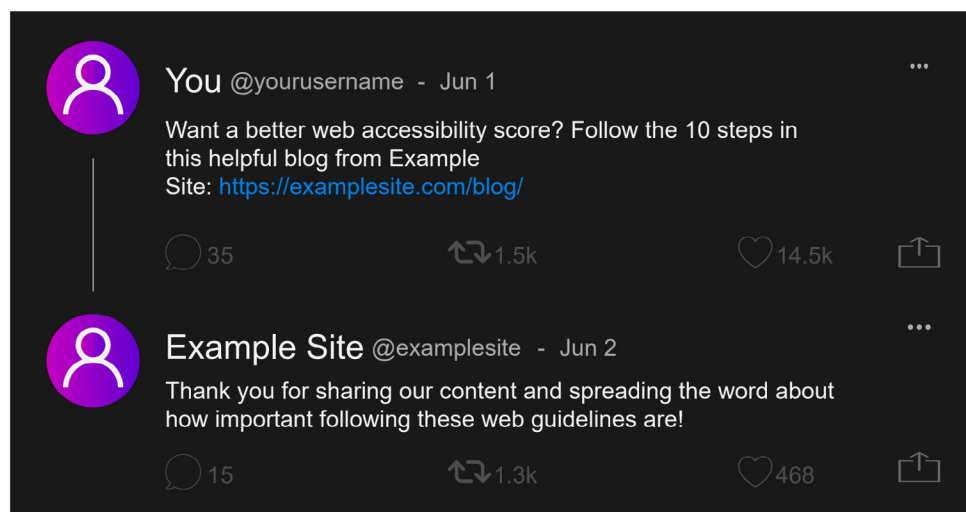 You @yourusername - Jun 1
Want a better web accessibility score? Follow the 10 steps in
this helpful blog from Example
Site: https://examplesite.com/blog/
35 1.5k 14.5k
Example Site @examplesite - Jun 2
Thank you for sharing our content and spreading the word about
how important following these web guidelines are!
15 1.3k 468